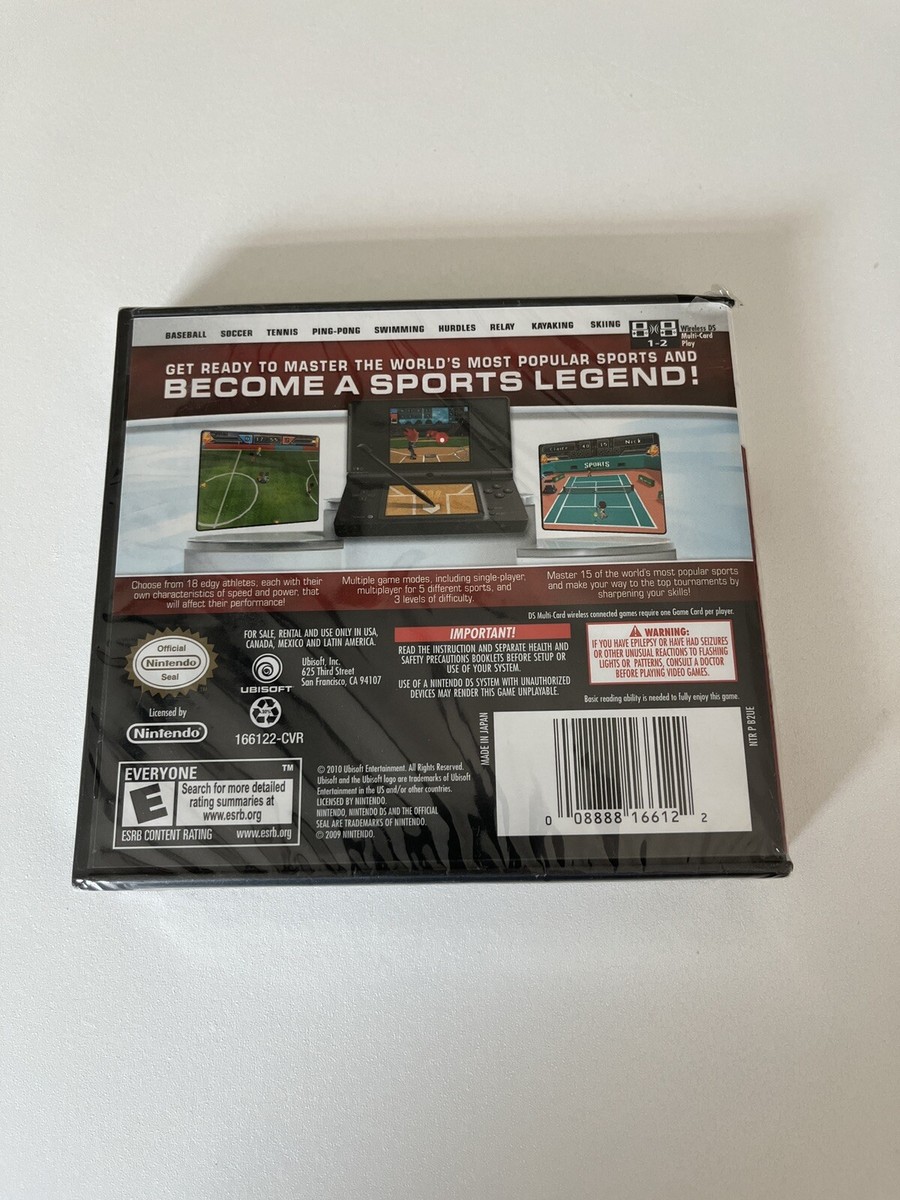 BASEBALL SOCCER TENNIS PING-PONG SWIMMING HURDLES RELAY KAYAKING SKIING
1-2
Wireless DS
Multi-Card
Play
GET READY TO MASTER THE WORLD'S MOST POPULAR SPORTS AND
BECOME A SPORTS LEGEND!
Nick
SPORTS
Choose from 18 edgy athletes, each with their
own characteristics of speed and power, that
will affect their performance!
Multiple game modes, including single-player,
multiplayer for 5 different sports, and
3 levels of difficulty.
Master 15 of the world's most popular sports
and make your way to the top tournaments by
sharpening your skills!
DS Multi-Card wireless connected games require one Game Card per player.
Official
Nintendo
Seal
Licensed by
Nintendo
FOR SALE, RENTAL AND USE ONLY IN USA,
CANADA, MEXICO AND LATIN AMERICA.
UBISOFT
Ubisoft, Inc.
625 Third Street
San Francisco, CA 94107
166122-CVR
IMPORTANT!
READ THE INSTRUCTION AND SEPARATE HEALTH AND
SAFETY PRECAUTIONS BOOKLETS BEFORE SETUP OR
USE OF YOUR SYSTEM.
USE OF A NINTENDO DS SYSTEM WITH UNAUTHORIZED
DEVICES MAY RENDER THIS GAME UNPLAYABLE.
WARNING:
IF YOU HAVE EPILEPSY OR HAVE HAD SEIZURES
OR OTHER UNUSUAL REACTIONS TO FLASHING
LIGHTS OR PATTERNS, CONSULT A DOCTOR
BEFORE PLAYING VIDEO GAMES.
Basic reading ability is needed to fully enjoy this game.
EVERYONE TM
E
Search for more detailed
rating summaries at
www.esrb.org
ESRB CONTENT RATING www.esrb.org
© 2010 Ubisoft Entertainment. All Rights Reserved.
Ubisoft and the Ubisoft logo are trademarks of Ubisoft
Entertainment in the US and/or other countries.
LICENSED BY NINTENDO.
NINTENDO, NINTENDO DS AND THE OFFICIAL
SEAL ARE TRADEMARKS OF NINTENDO.
© 2009 NINTENDO.
MADE IN JAPAN
NTR P B2UE
0 08888 16612 2